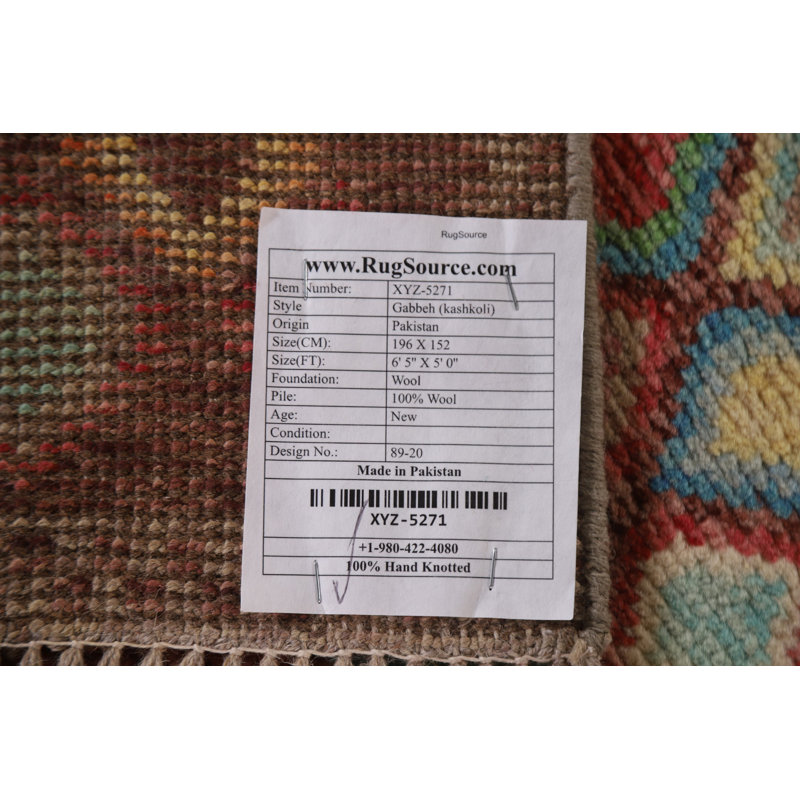 RugSource
www.RugSource.com
Item Number: XYZ-5271
Style Gabbeh (kashkoli)
Origin Pakistan
Size(CM): 196 X 152
Size(FT): 6' 5" X 5' 0"
Foundation: Wool
Pile: 100% Wool
Age: New
Condition:
Design No.: 89-20
Made in Pakistan
XYZ-5271
+1-980-422-4080
100% Hand Knotted